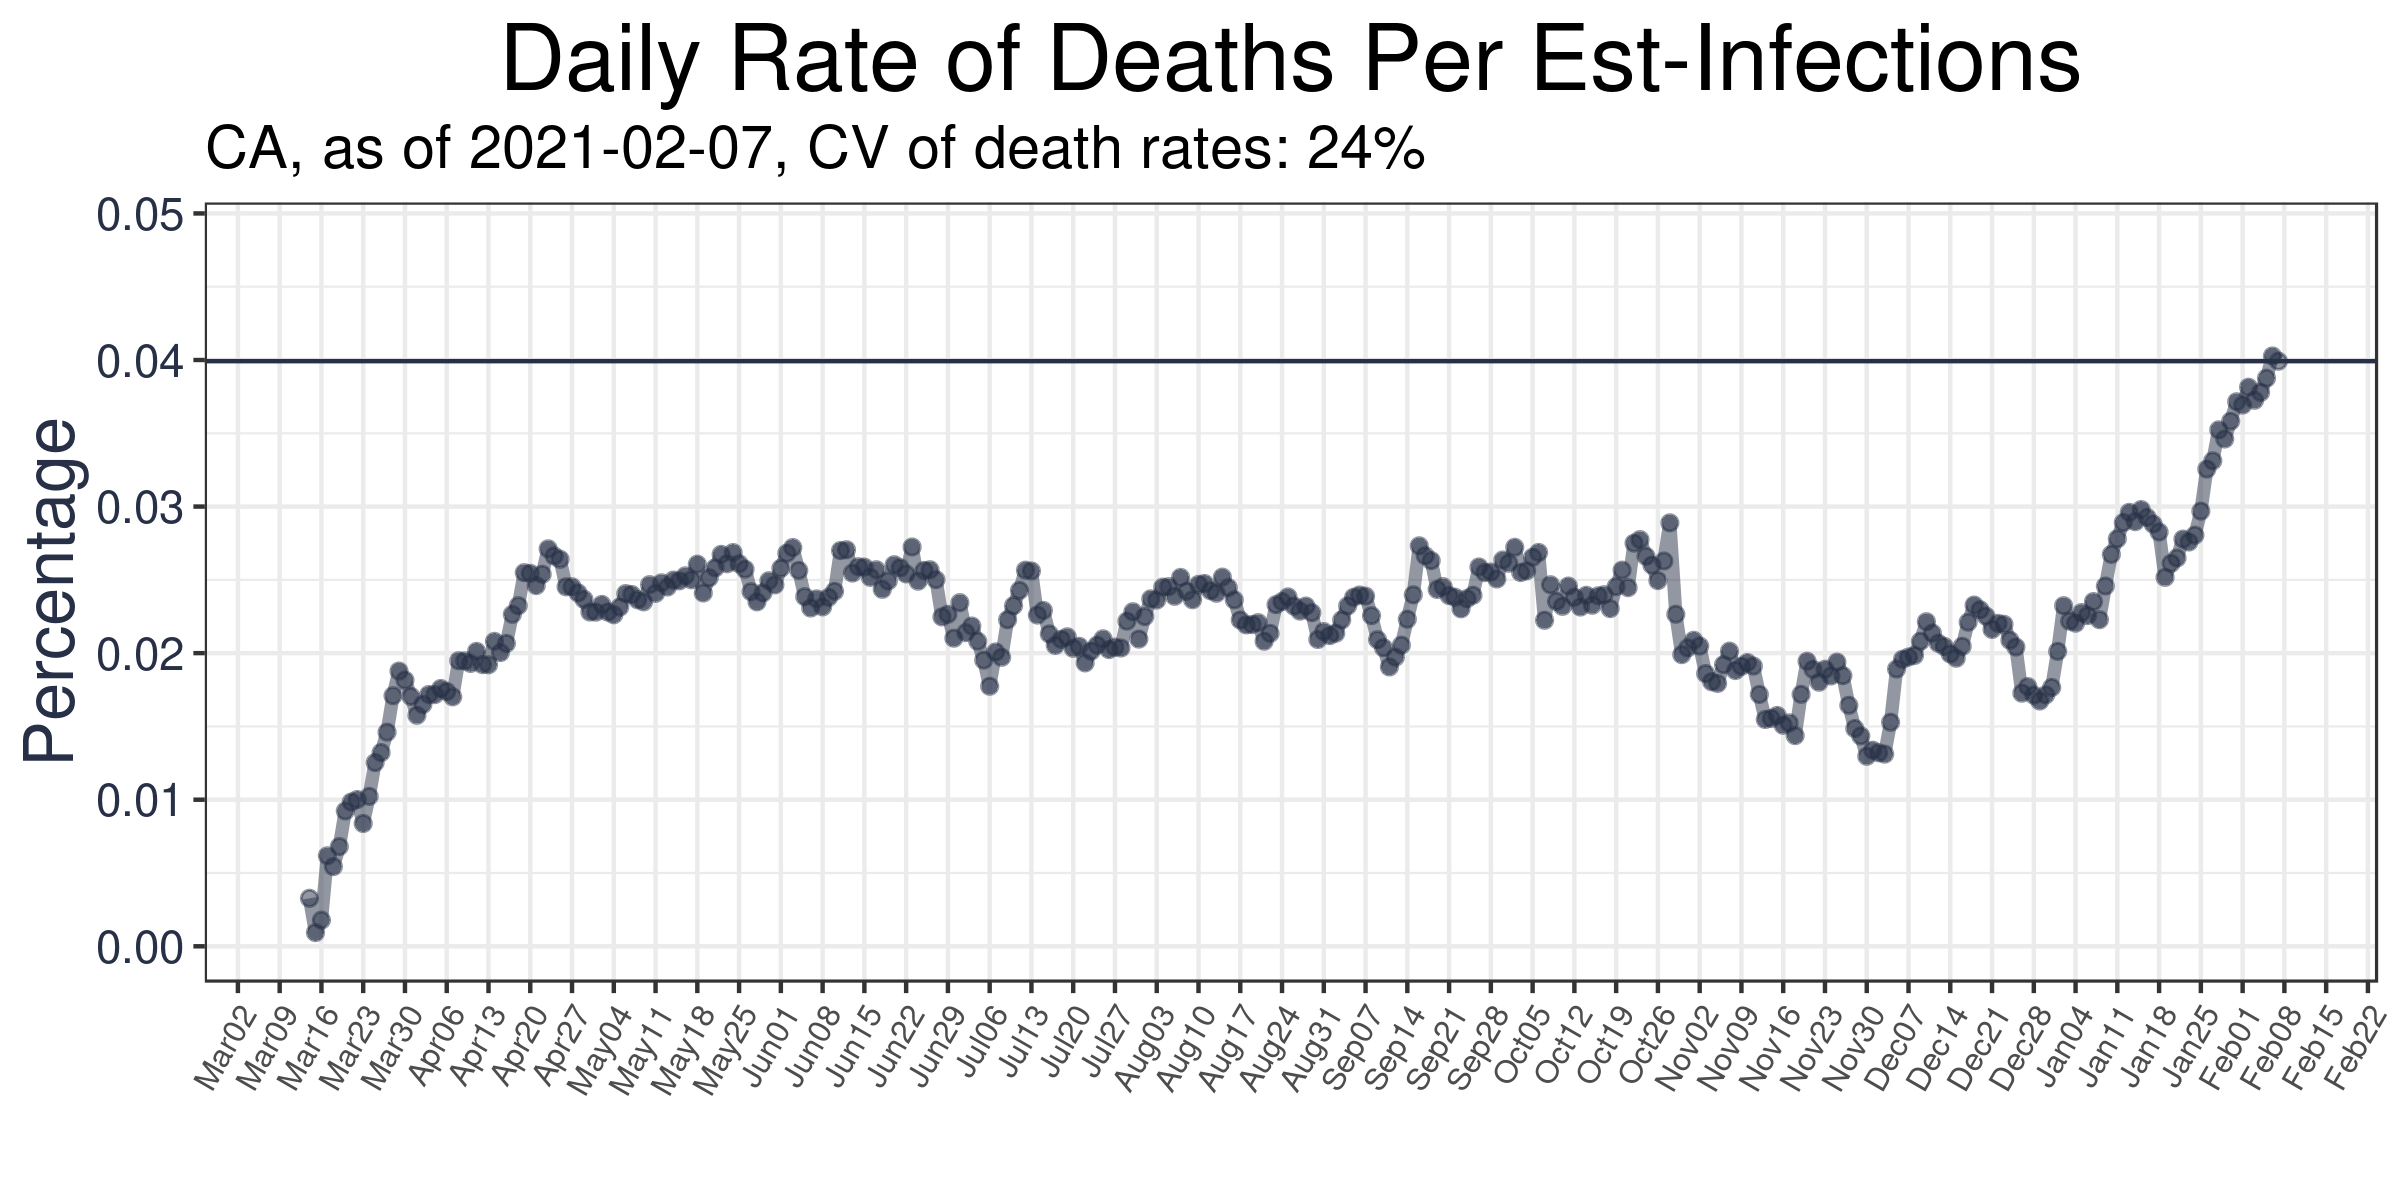 Daily Rate of Deaths Per Est-Infections
CA, as of 2021-02-07, CV of death rates: 24%
Percentage
0.05
0.04
0.03
0.02
0.01
0.00
Mar02
Mar09
Mar16
Mar23
Mar30
Apr06
Apr13
Apr20
Apr27
May04
May11
May18
May25
Jun01
Jun08
Jun15
Jun22
Jun29
Jul06
Jul13
Jul20
Jul27
Aug03
Aug10
Aug17
Aug24
Aug31
Sep07
Sep14
Sep21
Sep28
Oct05
Oct12
Oct19
Oct26
Nov02
Nov09
Nov16
Nov23
Nov30
Dec07
Dec14
Dec21
Dec28
Jan04
Jan11
Jan18
Jan25
Feb01
Feb08
Feb15
Feb22